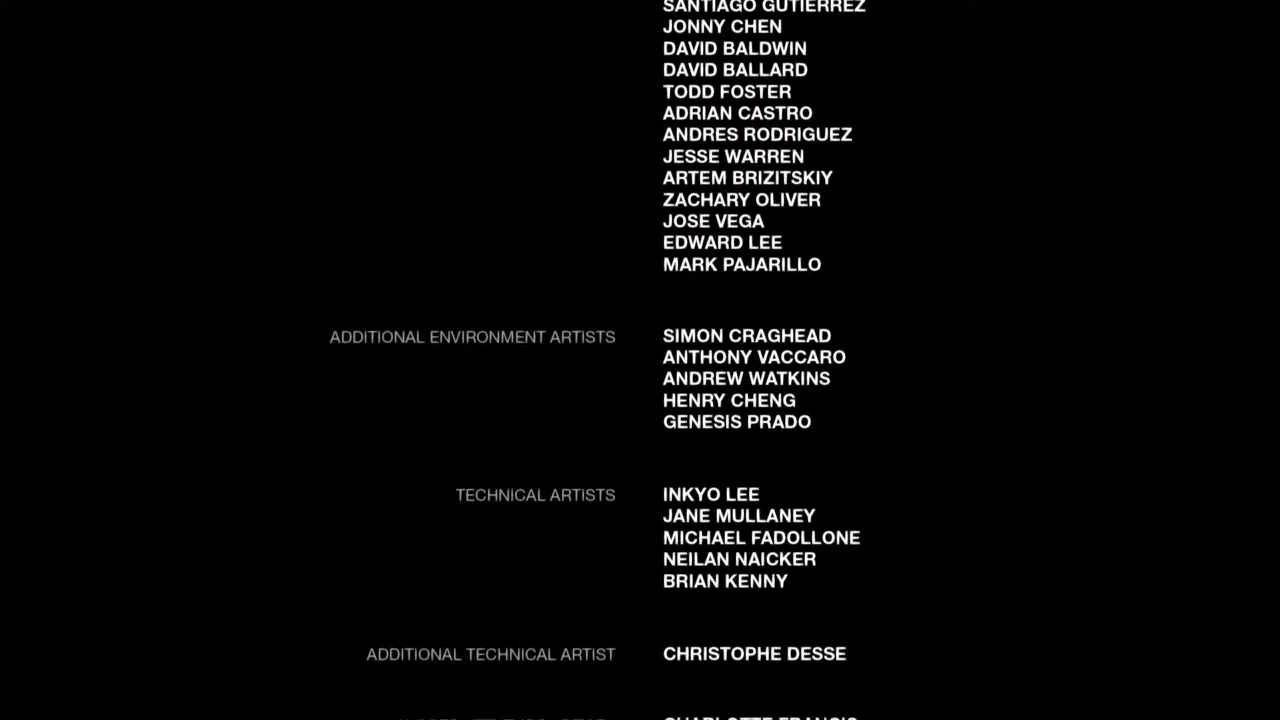 SANTIAGO GUTIERREZ
JONNY CHEN
DAVID BALDWIN
DAVID BALLARD
TODD FOSTER
ADRIAN CASTRO
ANDRES RODRIGUEZ
JESSE WARREN
ARTEM BRIZITSKIY
ZACHARY OLIVER
JOSE VEGA
EDWARD LEE
MARK PAJARILLO
ADDITIONAL ENVIRONMENT ARTISTS SIMON CRAGHEAD
ANTHONY VACCARO
ANDREW WATKINS
HENRY CHENG
GENESIS PRADO
TECHNICAL ARTISTS INKYO LEE
JANE MULLANEY
MICHAEL FADOLLONE
NEILAN NAICKER
BRIAN KENNY
ADDITIONAL TECHNICAL ARTIST CHRISTOPHE DESSE
CHARLOTTE FRANCIS